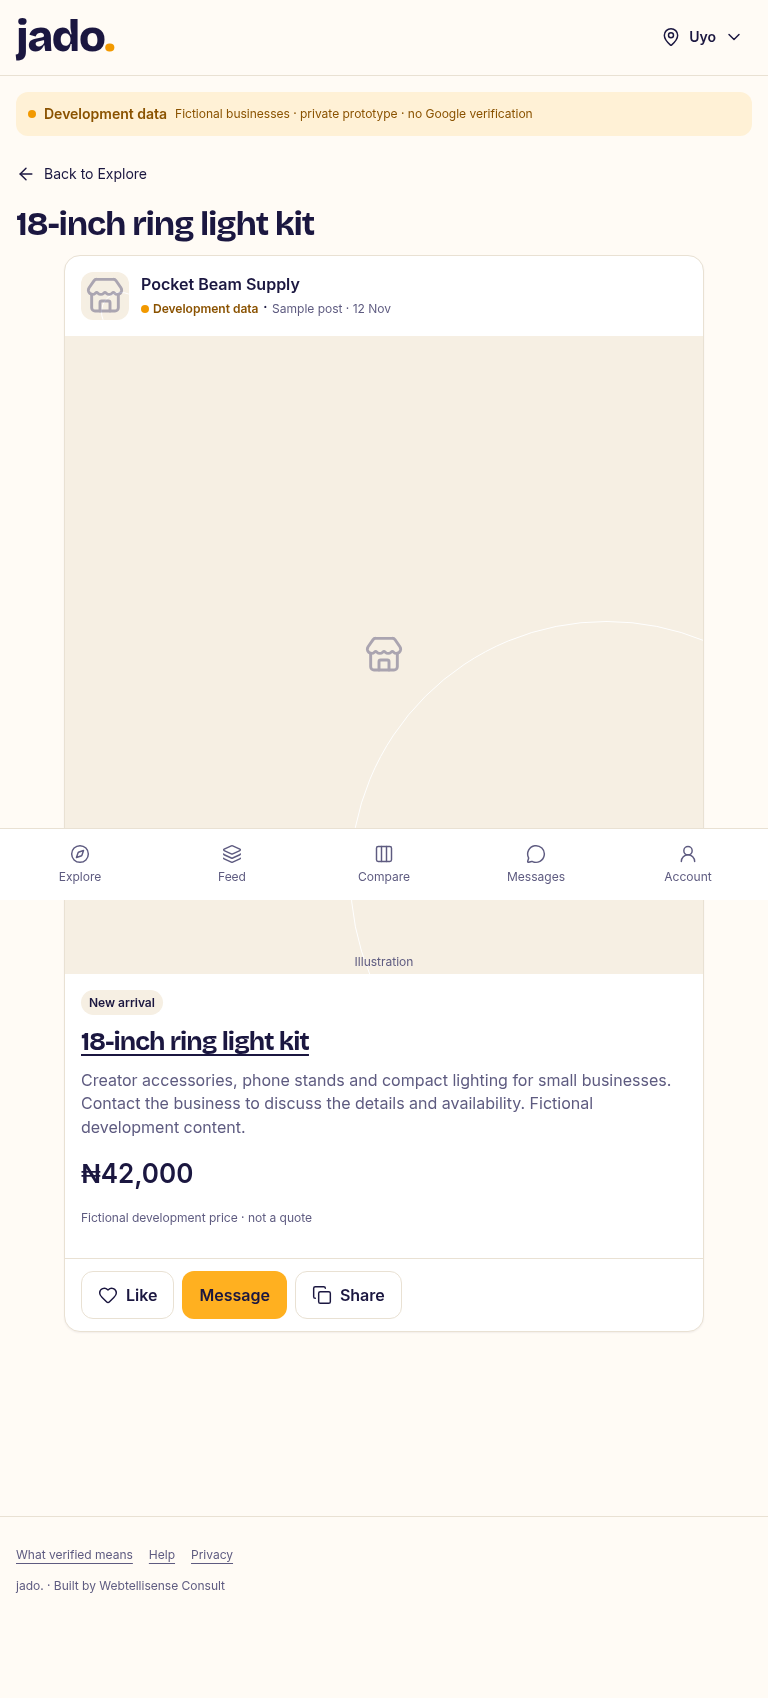 jado.
Uyo
Development data Fictional businesses · private prototype · no Google verification
Back to Explore
18-inch ring light kit
Pocket Beam Supply
Development data · Sample post · 12 Nov
Explore
Feed
Compare
Messages
Account
Illustration
New arrival
18-inch ring light kit
Creator accessories, phone stands and compact lighting for small businesses.
Contact the business to discuss the details and availability. Fictional
development content.
₦42,000
Fictional development price · not a quote
Like
Message
Share
What verified means Help Privacy
jado. · Built by Webtellisense Consult